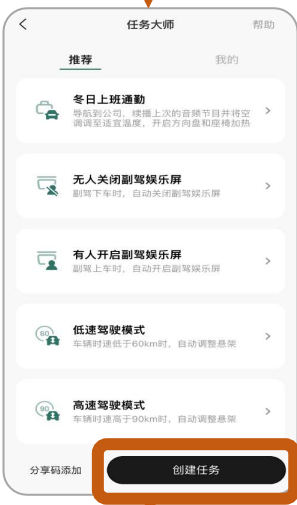 任务大师
帮助
推荐
我的
冬日上班通勤
导航到公司，续播上次的音频节目并将空
调调至适宜温度，开启方向盘和座椅加热
无人关闭副驾娱乐屏
副驾下车时，自动关闭副驾娱乐屏
有人开启副驾娱乐屏
副驾上车时，自动开启副驾娱乐屏
60
低速驾驶模式
车辆时速低于60km时，自动调整悬架
90
高速驾驶模式
车辆时速高于90km时，自动调整悬架
分享码添加
创建任务